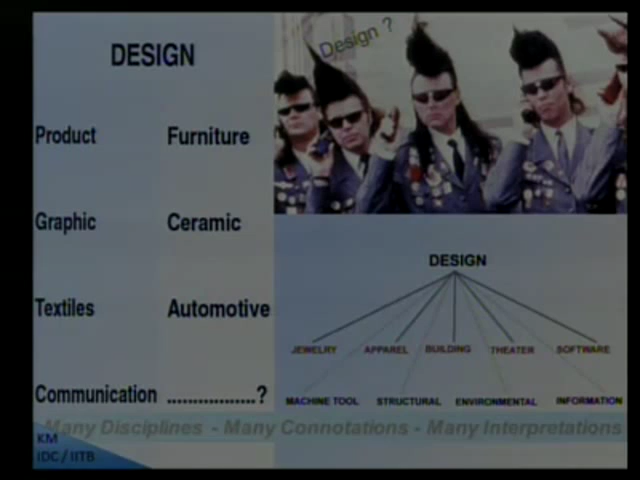 DESIGN
Product
Furniture
Graphic
Ceramic
Textiles
Automotive
Communication
.................?
Design ?
DESIGN
JEWELRY APPAREL BUILDING THEATER SOFTWARE
MACHINE TOOL STRUCTURAL ENVIRONMENTAL INFORMATION
Many Disciplines - Many Connotations - Many Interpretations
KM
IDC / IITB